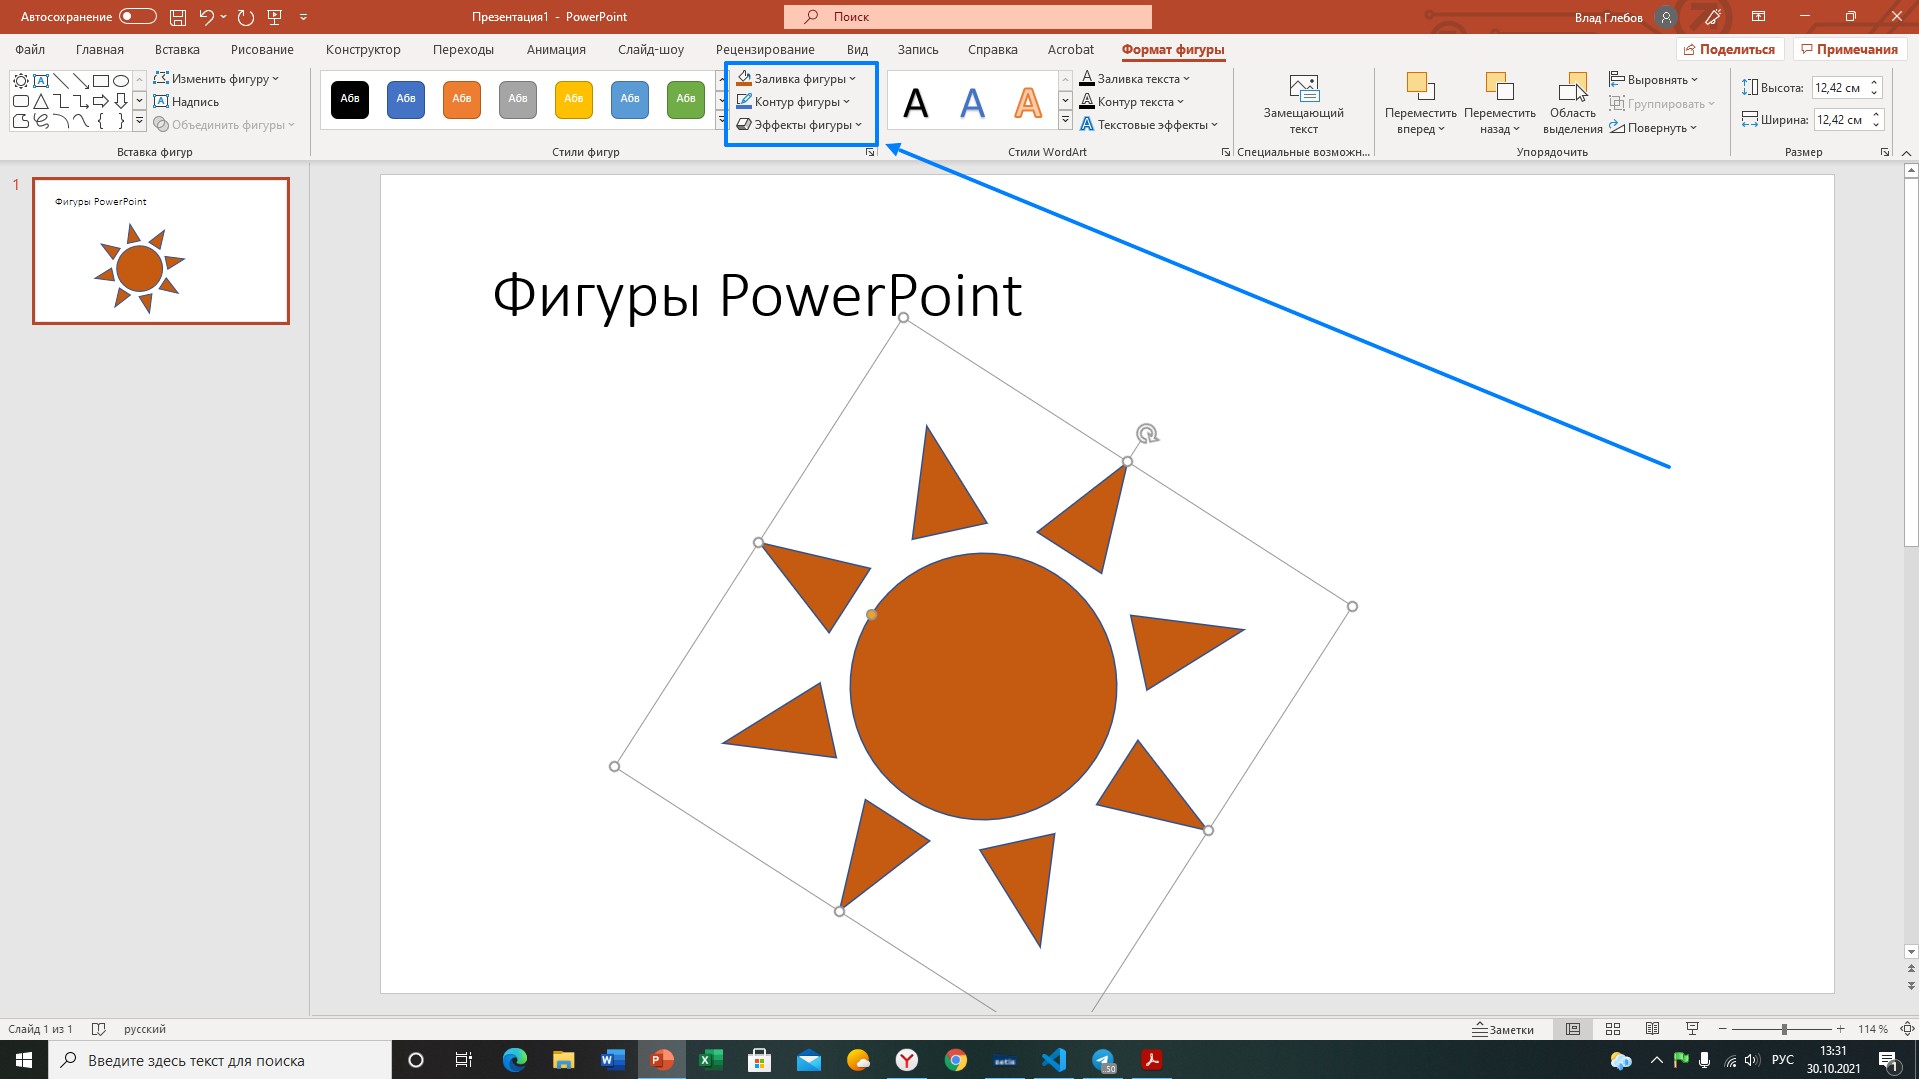 Автосохранение
Презентация1 - PowerPoint
Поиск
Влад Глебов
Файл Главная Вставка Рисование Конструктор Переходы Анимация Слайд-шоу Рецензирование Вид Запись Справка Acrobat Формат фигуры
Поделиться Примечания
Изменить фигуру
Надпись
Объединить фигуры
Вставка фигур
Абв Абв Абв Абв Абв Абв Абв
Заливка фигуры
Контур фигуры
Эффекты фигуры
Стили фигур
A A A
Заливка текста
Контур текста
Текстовые эффекты
Стили WordArt
Замещающий
текст
Специальные возможн...
Переместить
вперед
Переместить
назад
Область
выделения
Выровнять
Группировать
Повернуть
Упорядочить
Высота: 12,42 см
Ширина: 12,42 см
Размер
1
Фигуры PowerPoint
Фигуры PowerPoint
Слайд 1 из 1
русский
Заметки
114 %
Введите здесь текст для поиска
50
РУС
13:31
30.10.2021
1